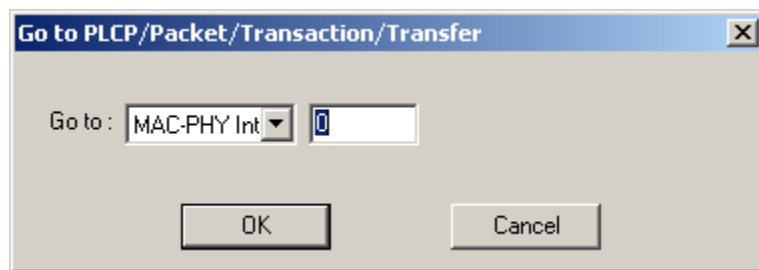 Go to PLCP/Packet/Transaction/Transfer
Go to : MAC-PHY Int 0
OK Cancel